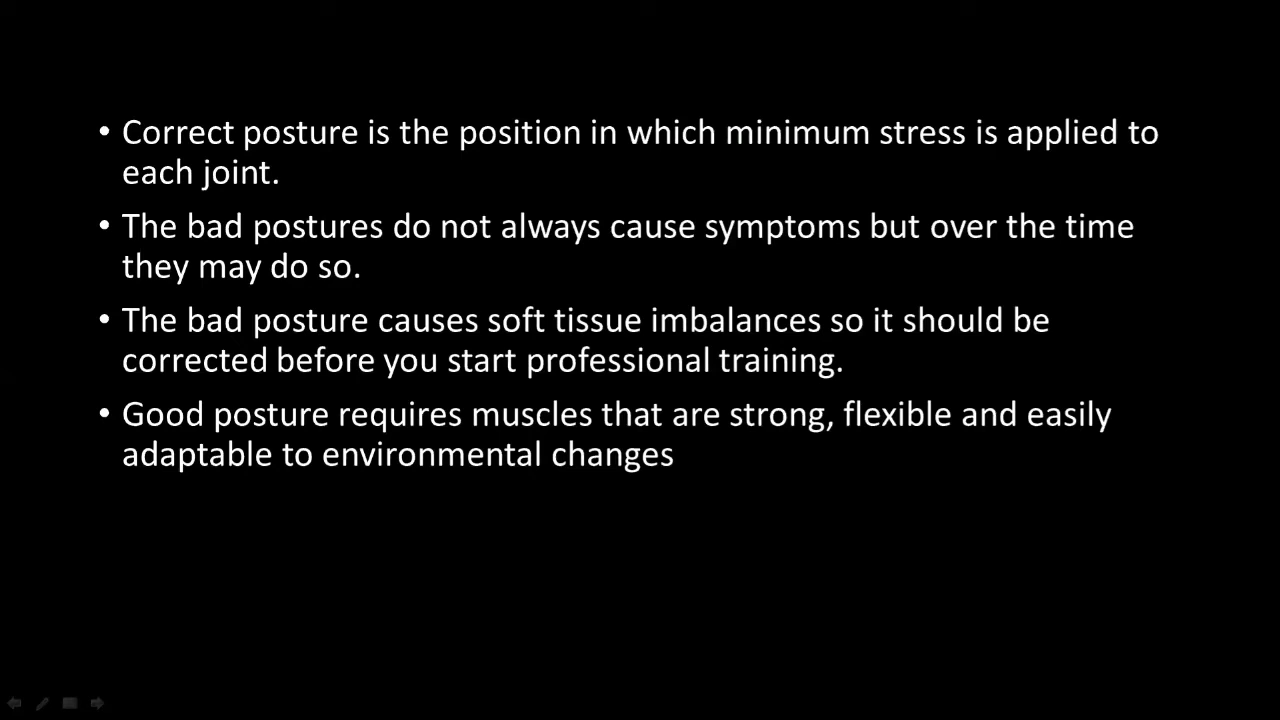 • Correct posture is the position in which minimum stress is applied to
each joint.
• The bad postures do not always cause symptoms but over the time
they may do so.
• The bad posture causes soft tissue imbalances so it should be
corrected before you start professional training.
• Good posture requires muscles that are strong, flexible and easily
adaptable to environmental changes